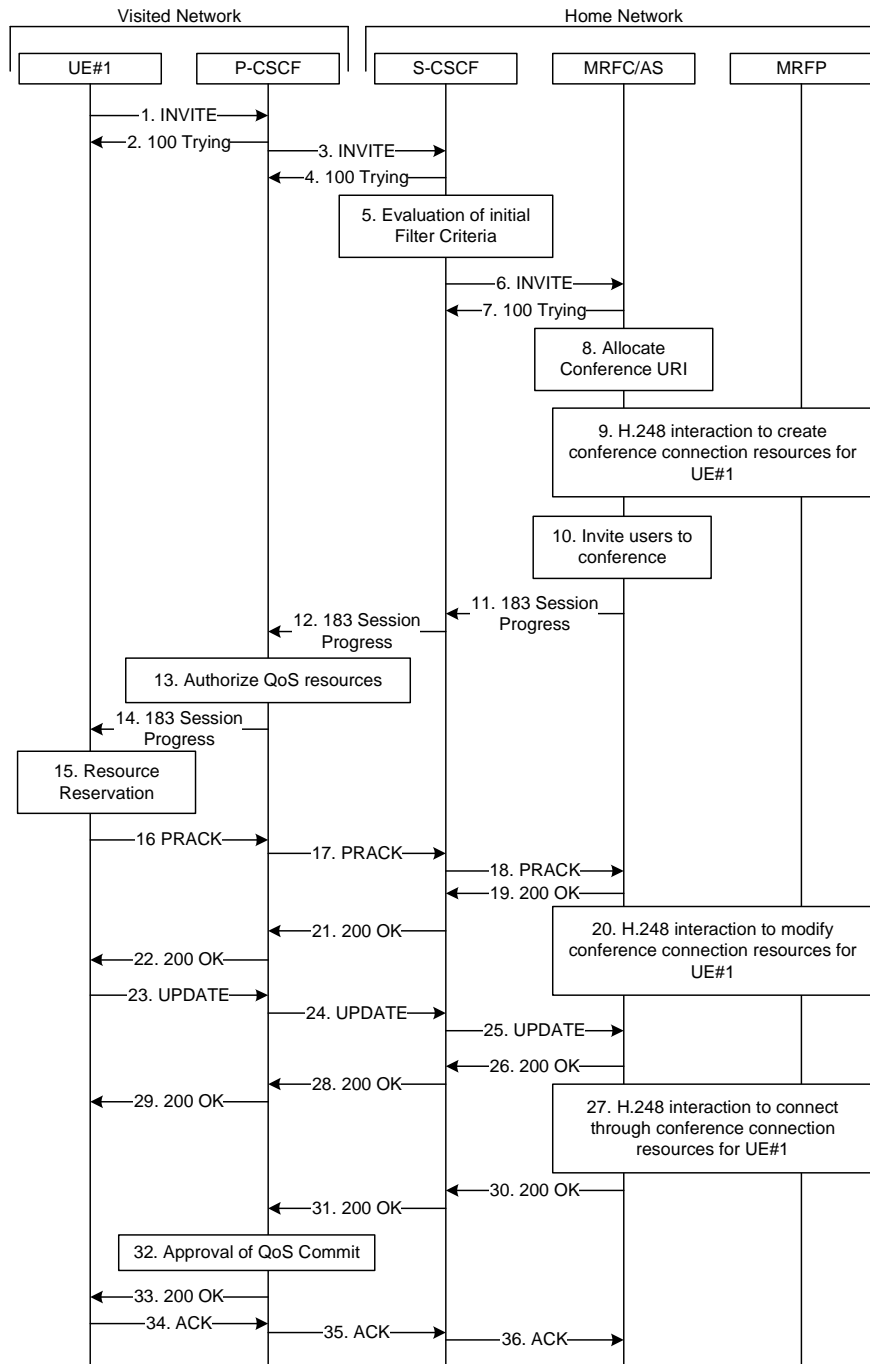 Visited Network
Home Network
UE#1
P-CSCF
S-CSCF
MRFC/AS
MRFP
1. INVITE
2. 100 Trying
3. INVITE
4. 100 Trying
5. Evaluation of initial
Filter Criteria
6. INVITE
7. 100 Trying
8. Allocate
Conference URI
9. H.248 interaction to create
conference connection resources for
UE#1
10. Invite users to
conference
11. 183 Session
Progress
12. 183 Session
Progress
13. Authorize QoS resources
14. 183 Session
Progress
15. Resource
Reservation
16 PRACK
17. PRACK
18. PRACK
19. 200 OK
20. H.248 interaction to modify
conference connection resources for
UE#1
21. 200 OK
22. 200 OK
23. UPDATE
24. UPDATE
25. UPDATE
26. 200 OK
27. H.248 interaction to connect
through conference connection
resources for UE#1
28. 200 OK
29. 200 OK
30. 200 OK
31. 200 OK
32. Approval of QoS Commit
33. 200 OK
34. ACK
35. ACK
36. ACK